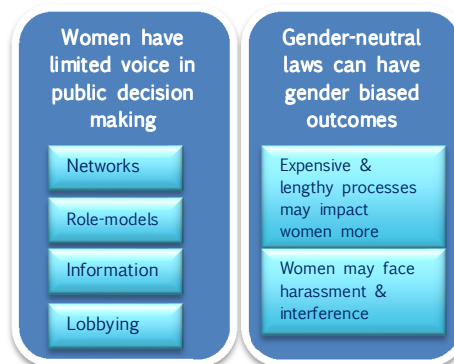 Women have
limited voice in
public decision
making
Networks
Role-models
Information
Lobbying
Gender-neutral
laws can have
gender biased
outcomes
Expensive &
lengthy processes
may impact
women more
Women may face
harassment &
interference